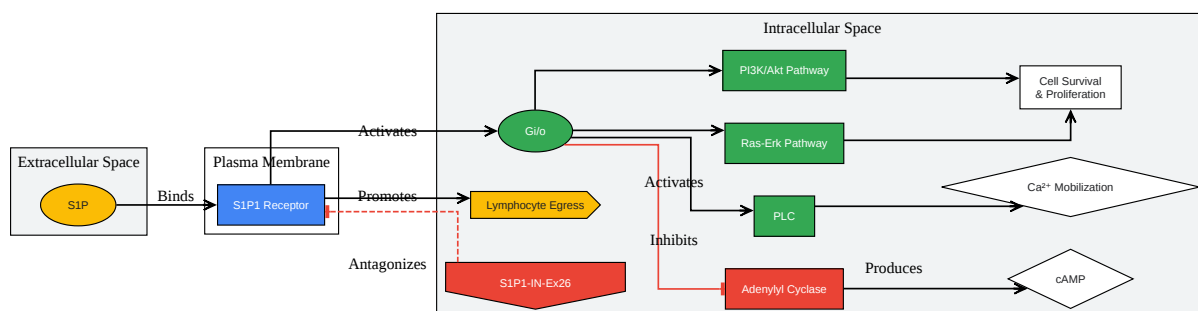 Intracellular Space
PI3K/Akt Pathway
Cell Survival
& Proliferation
Activates
Gi/o
Ras-Erk Pathway
Extracellular Space
Plasma Membrane
Activates
Ca²⁺ Mobilization
S1P
Binds
S1P1 Receptor
Promotes
Lymphocyte Egress
PLC
Inhibits
Antagonizes
Produces
S1P1-IN-Ex26
Adenylyl Cyclase
cAMP